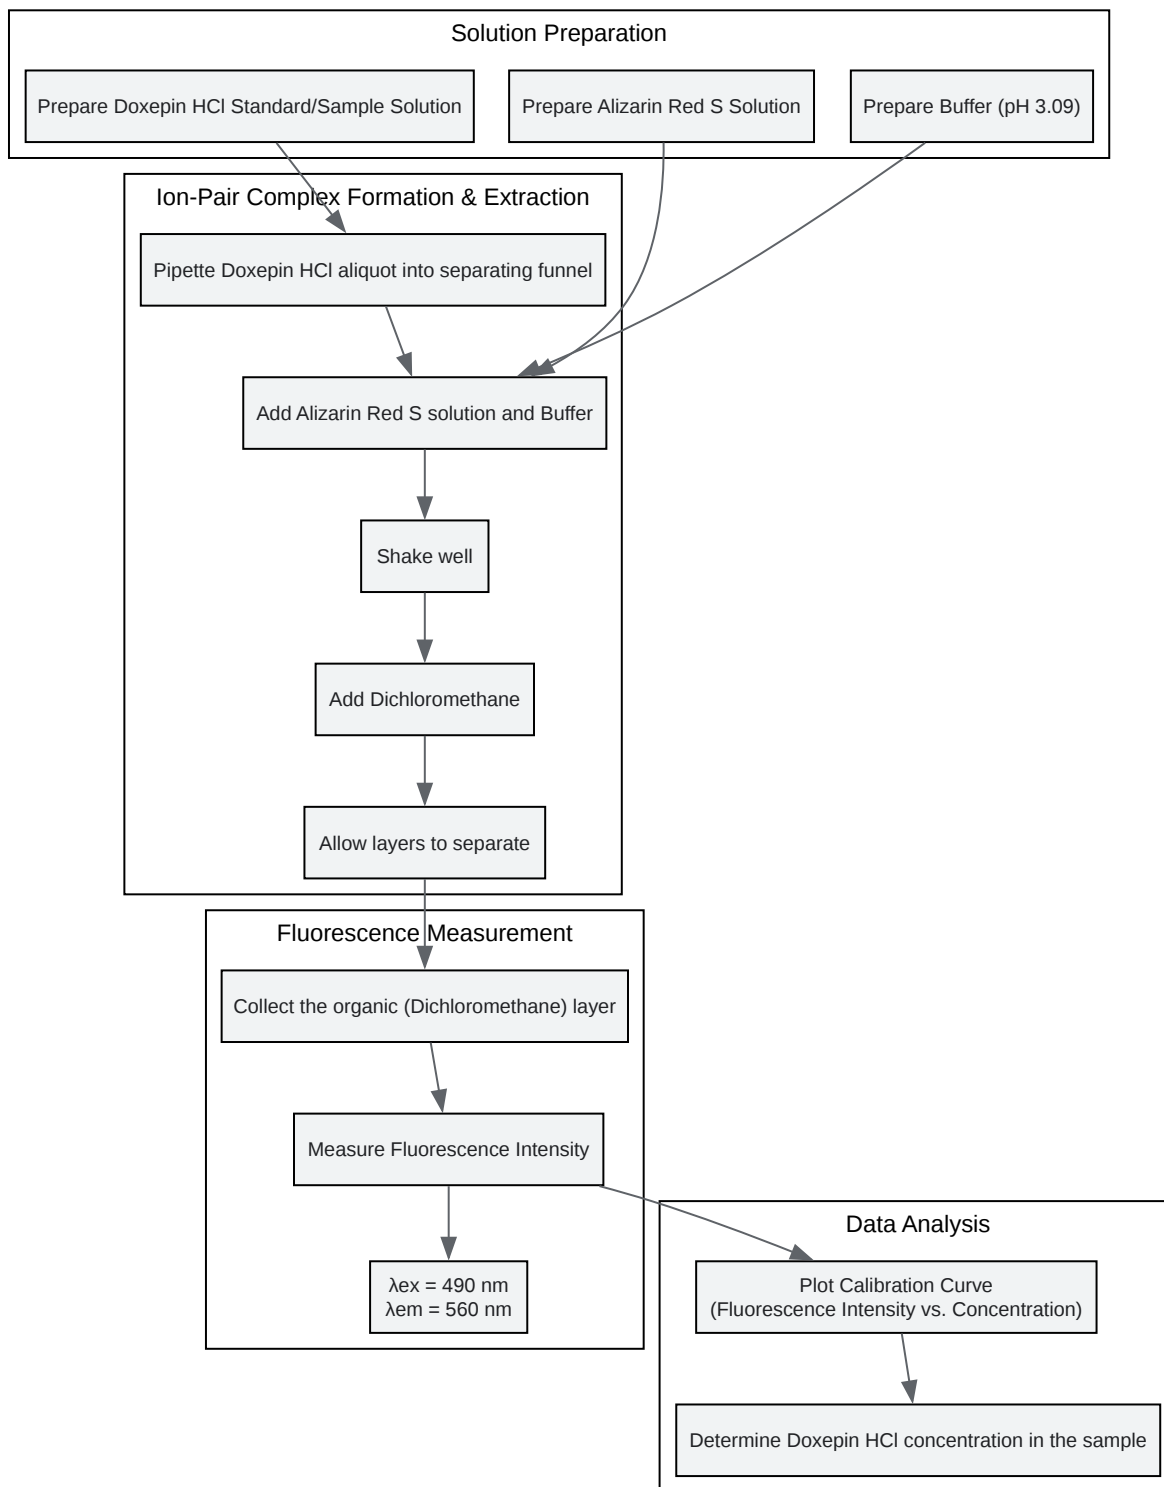 Solution Preparation
Prepare Doxepin HCl Standard/Sample Solution
Prepare Alizarin Red S Solution
Prepare Buffer (pH 3.09)
Ion-Pair Complex Formation & Extraction
Pipette Doxepin HCl aliquot into separating funnel
Add Alizarin Red S solution and Buffer
Shake well
Add Dichloromethane
Allow layers to separate
Fluorescence Measurement
Collect the organic (Dichloromethane) layer
Measure Fluorescence Intensity
λex = 490 nm
λem = 560 nm
Data Analysis
Plot Calibration Curve
(Fluorescence Intensity vs. Concentration)
Determine Doxepin HCl concentration in the sample